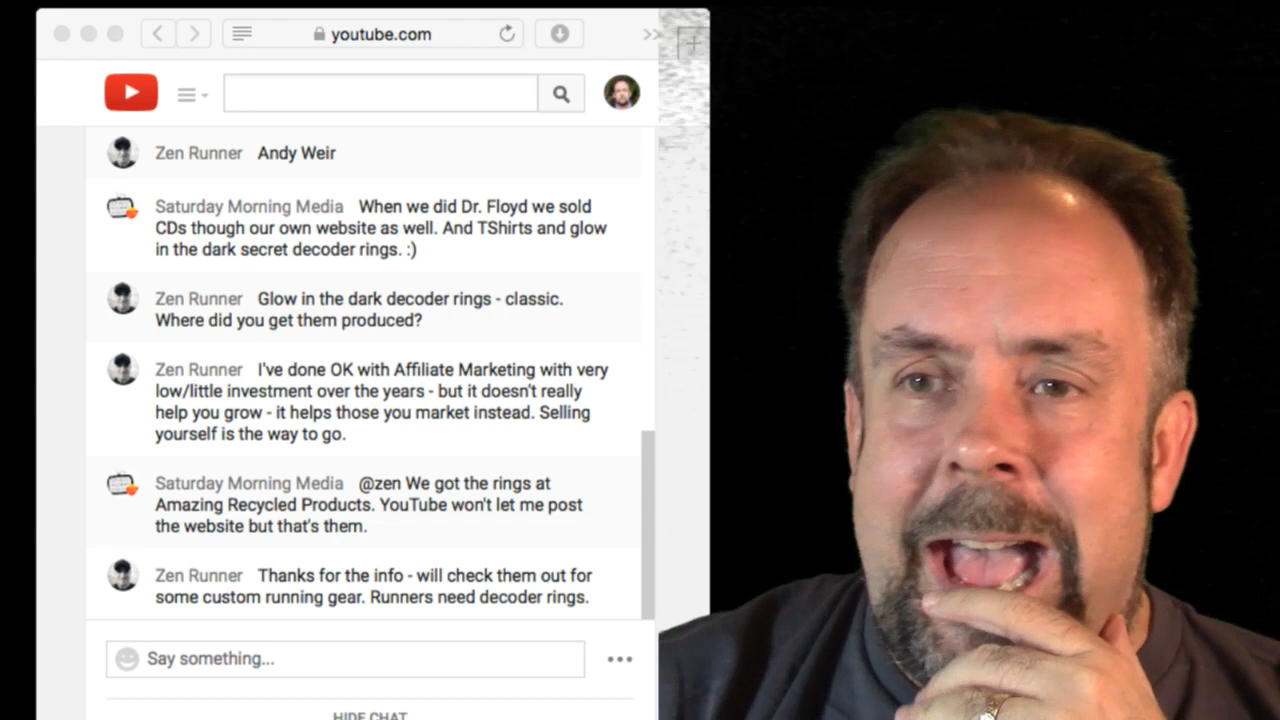 youtube.com
Zen Runner Andy Weir
Saturday Morning Media When we did Dr. Floyd we sold
CDs though our own website as well. And TShirts and glow
in the dark secret decoder rings. :)
Zen Runner Glow in the dark decoder rings - classic.
Where did you get them produced?
Zen Runner I've done OK with Affiliate Marketing with very
low/little investment over the years - but it doesn't really
help you grow - it helps those you market instead. Selling
yourself is the way to go.
Saturday Morning Media @zen We got the rings at
Amazing Recycled Products. YouTube won't let me post
the website but that's them.
Zen Runner Thanks for the info - will check them out for
some custom running gear. Runners need decoder rings.
Say something...
HIDE CHAT